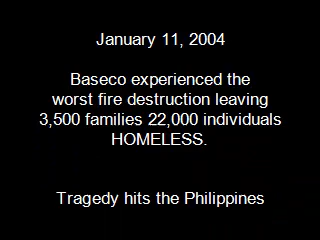 January 11, 2004
Baseco experienced the
worst fire destruction leaving
3,500 families 22,000 individuals
HOMELESS.
Tragedy hits the Philippines